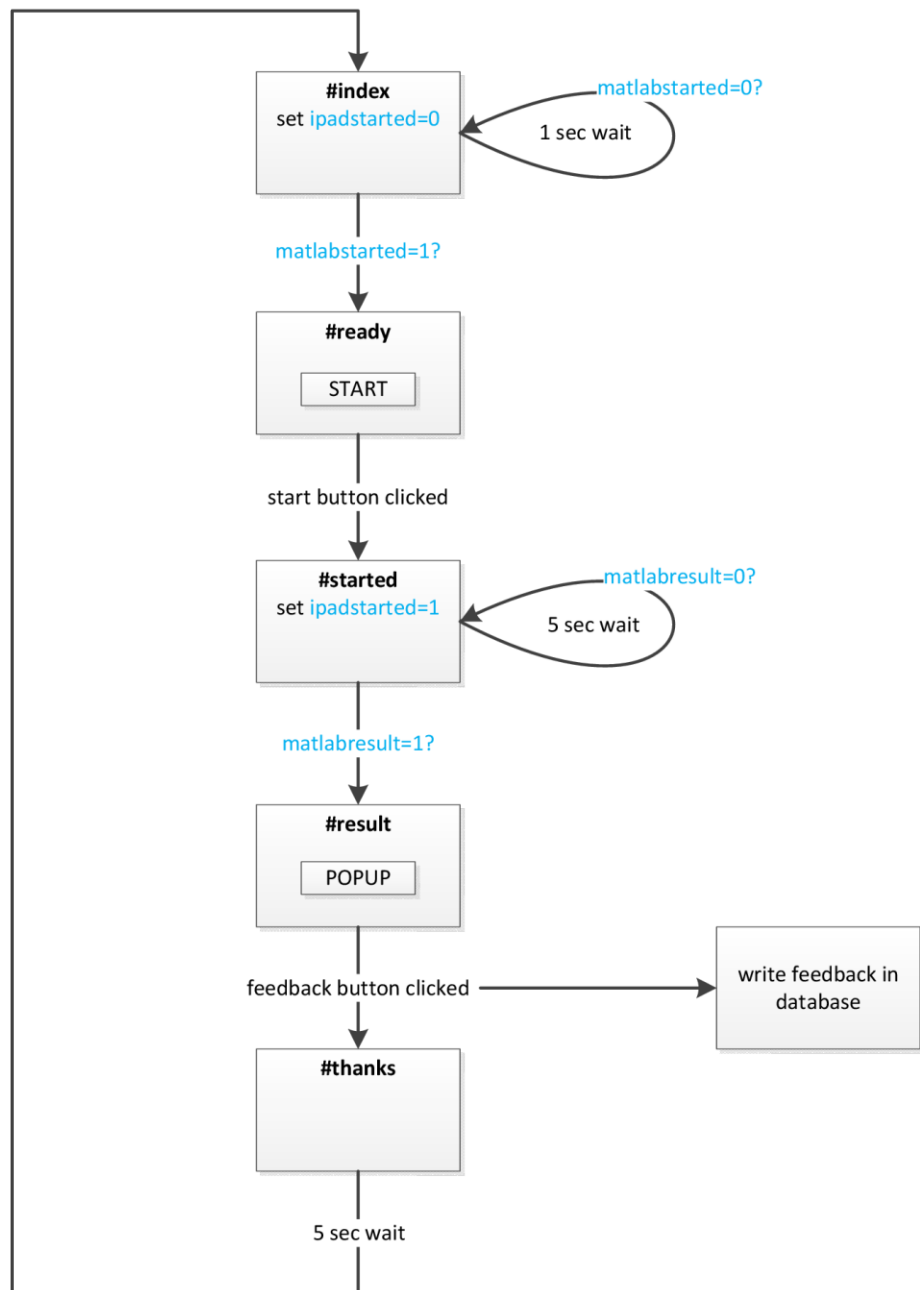 #index
set ipadstarted=0
matlabstarted=0?
1 sec wait
matlabstarted=1?
#ready
START
start button clicked
#started
set ipadstarted=1
matlabresult=0?
5 sec wait
matlabresult=1?
#result
POPUP
feedback button clicked
write feedback in
database
#thanks
5 sec wait